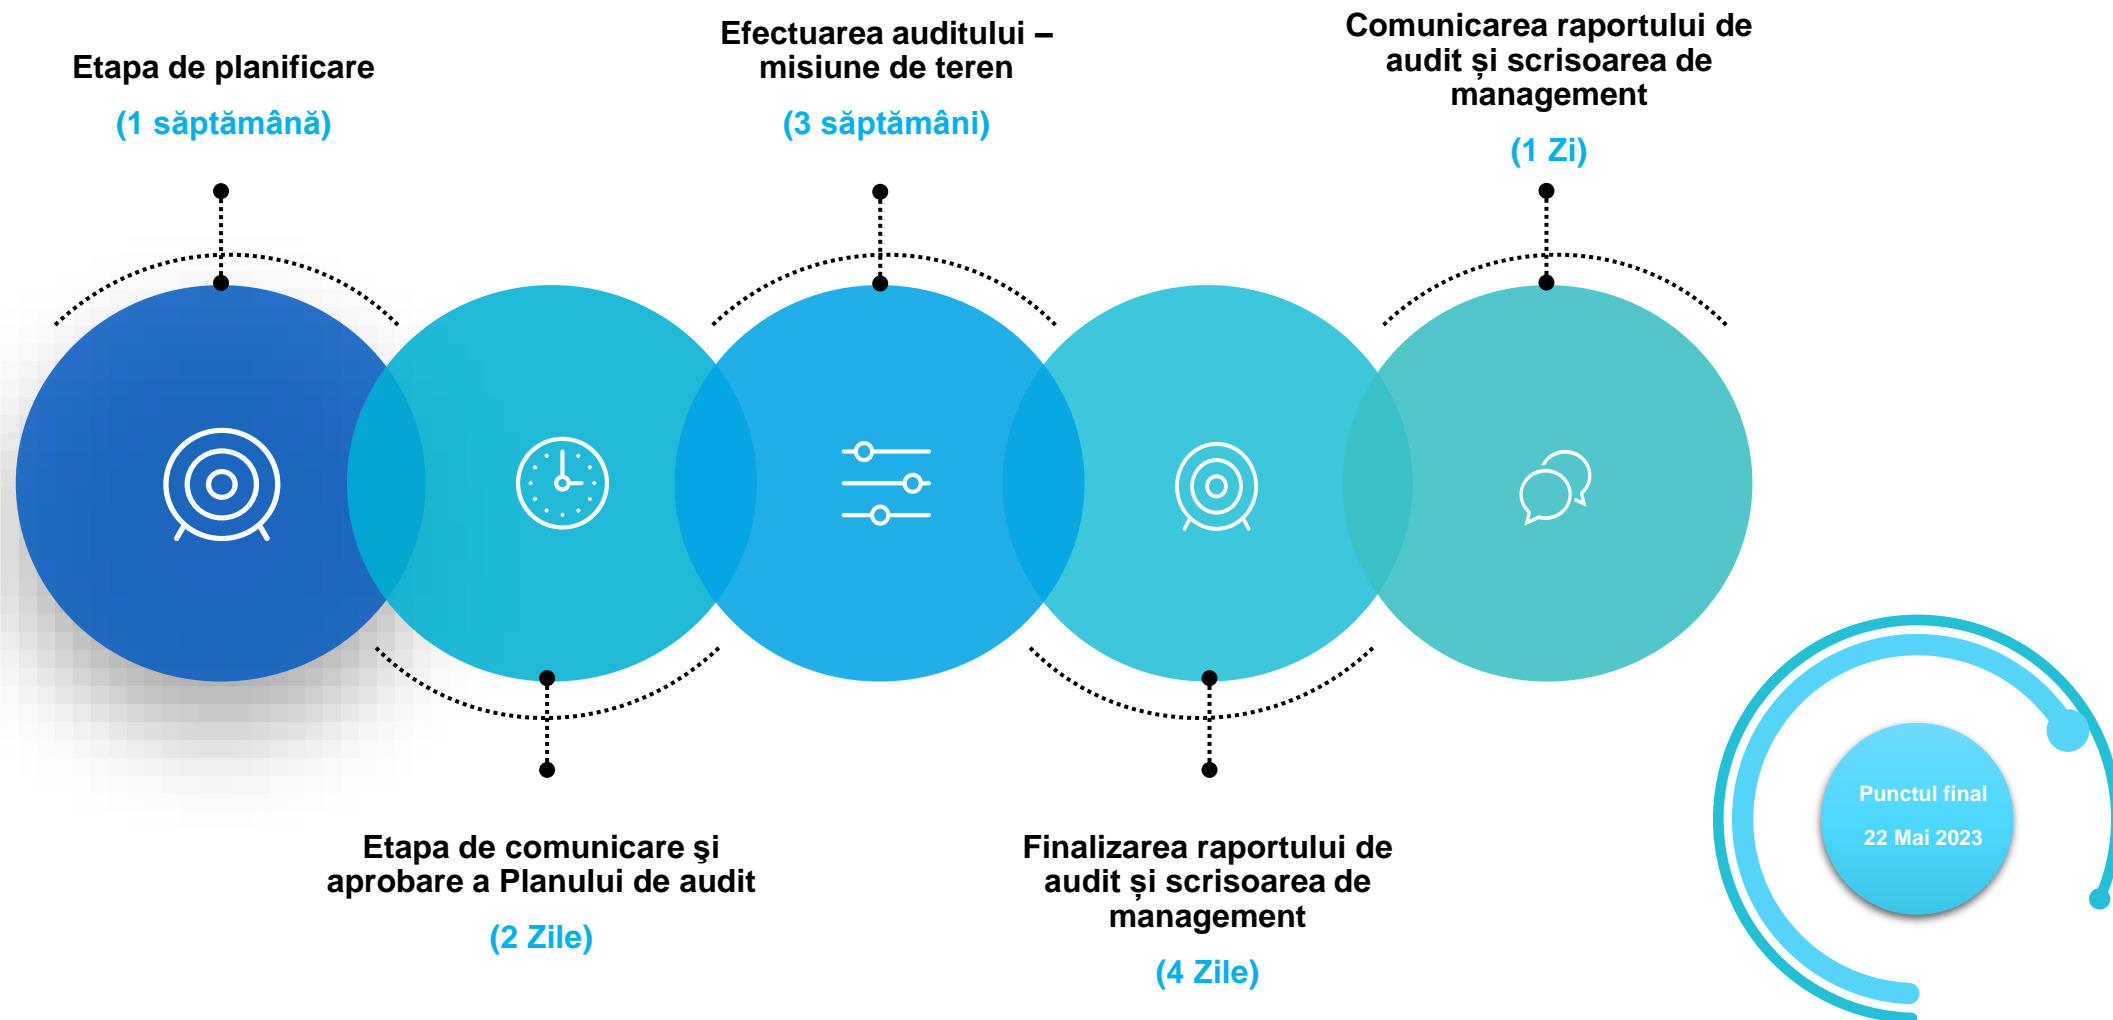 Etapa de planificare
(1 săptămână)
Etapa de comunicare şi
aprobare a Planului de audit
(2 Zile)
Efectuarea auditului –
misiune de teren
(3 săptămâni)
Finalizarea raportului de
audit și scrisoarea de
management
(4 Zile)
Comunicarea raportului de
audit și scrisoarea de
management
(1 Zi)
Punctul final
22 Mai 2023